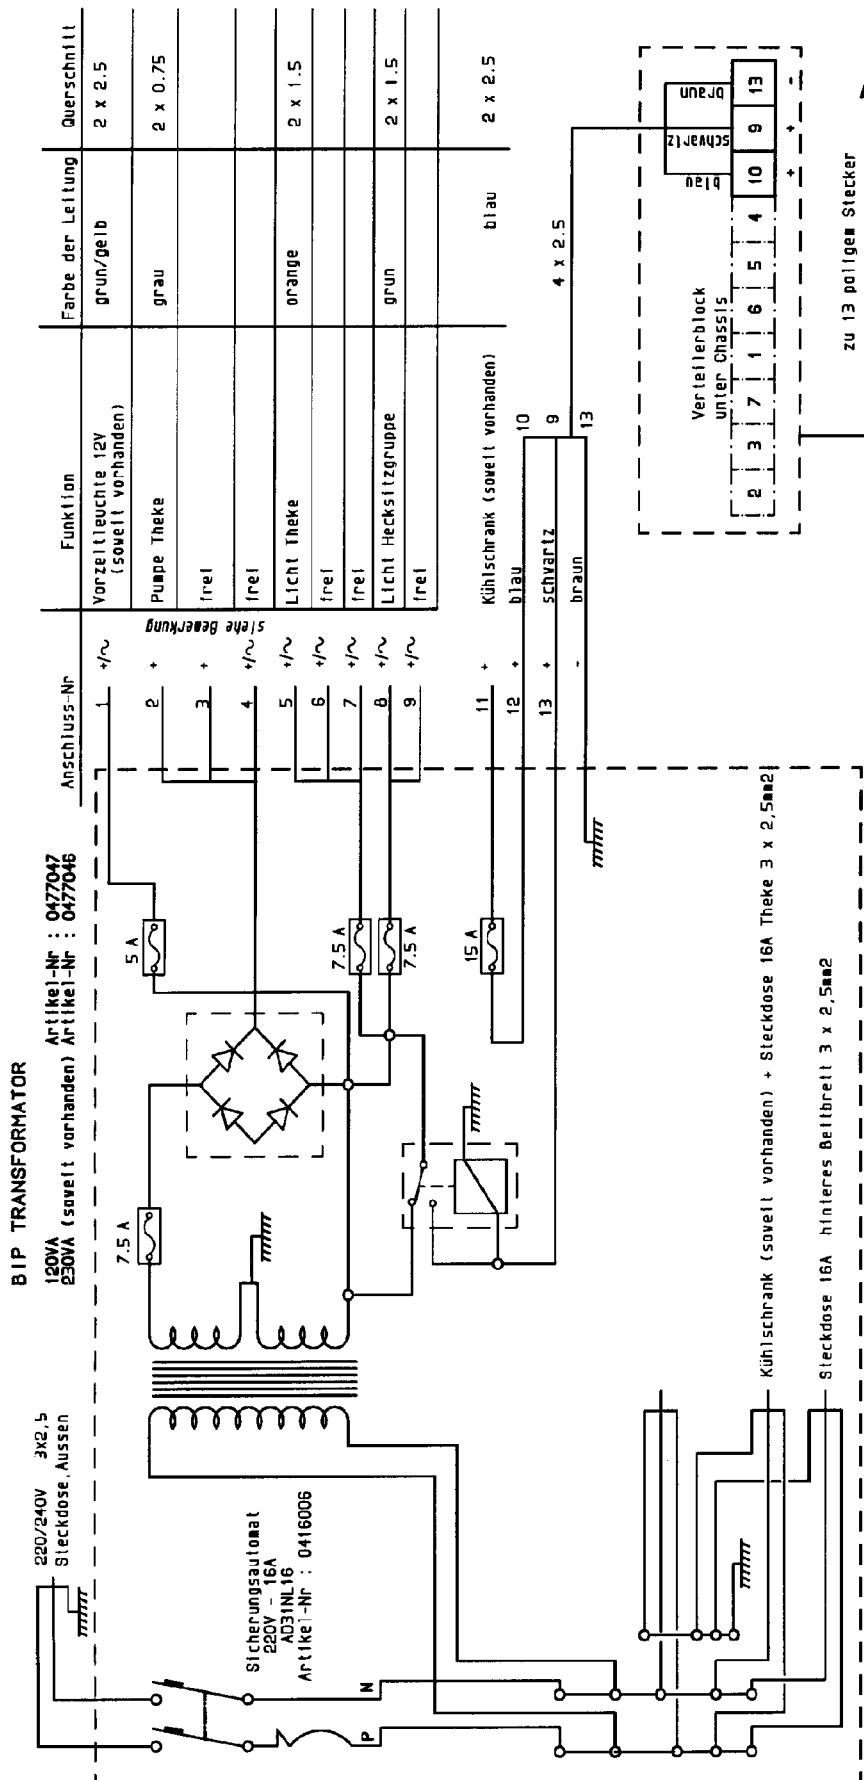 BIP TRANSFORMATOR
120VA Artikel-Nr : 0477047
230VA (soweit vorhanden) Artikel-Nr : 0477046
220/240V 3x2,5
Steckdose, Aussen
Sicherungsautomat
220V - 16A
AD31NL16
Artikel-Nr : 0416006
N
P
7.5 A
5 A
7.5 A
7.5 A
15 A
Anschluss-Nr Funktion Farbe der Leitung Querschnitt
1 +/~ Vorzeltleuchte 12V grun/gelb 2 x 2.5
(soweit vorhanden)
2 + Pumpe Theke grau 2 x 0.75
3 + frei
4 +/~ frei
siehe Bemerkung
5 +/~ Licht Theke orange 2 x 1.5
6 +/~ frei
7 +/~ frei
8 +/~ Licht Hecksitzgruppe grun 2 x 1.5
9 +/~ frei
11 + Kühlschrank (soweit vorhanden) blau 2 x 2.5
12 + blau 10
13 + schvartz 9
- braun 13
4 x 2.5
Verteilerblock
unter Chassis
2 3 7 1 6 5 4 10 9 13
blau
schvartz
braun
+ + -
zu 13 poligem Stecker
Kühlschrank (soweit vorhanden) + Steckdose 16A Theke 3 x 2,5mm2
Steckdose 16A hinteres Bettbrett 3 x 2,5mm2